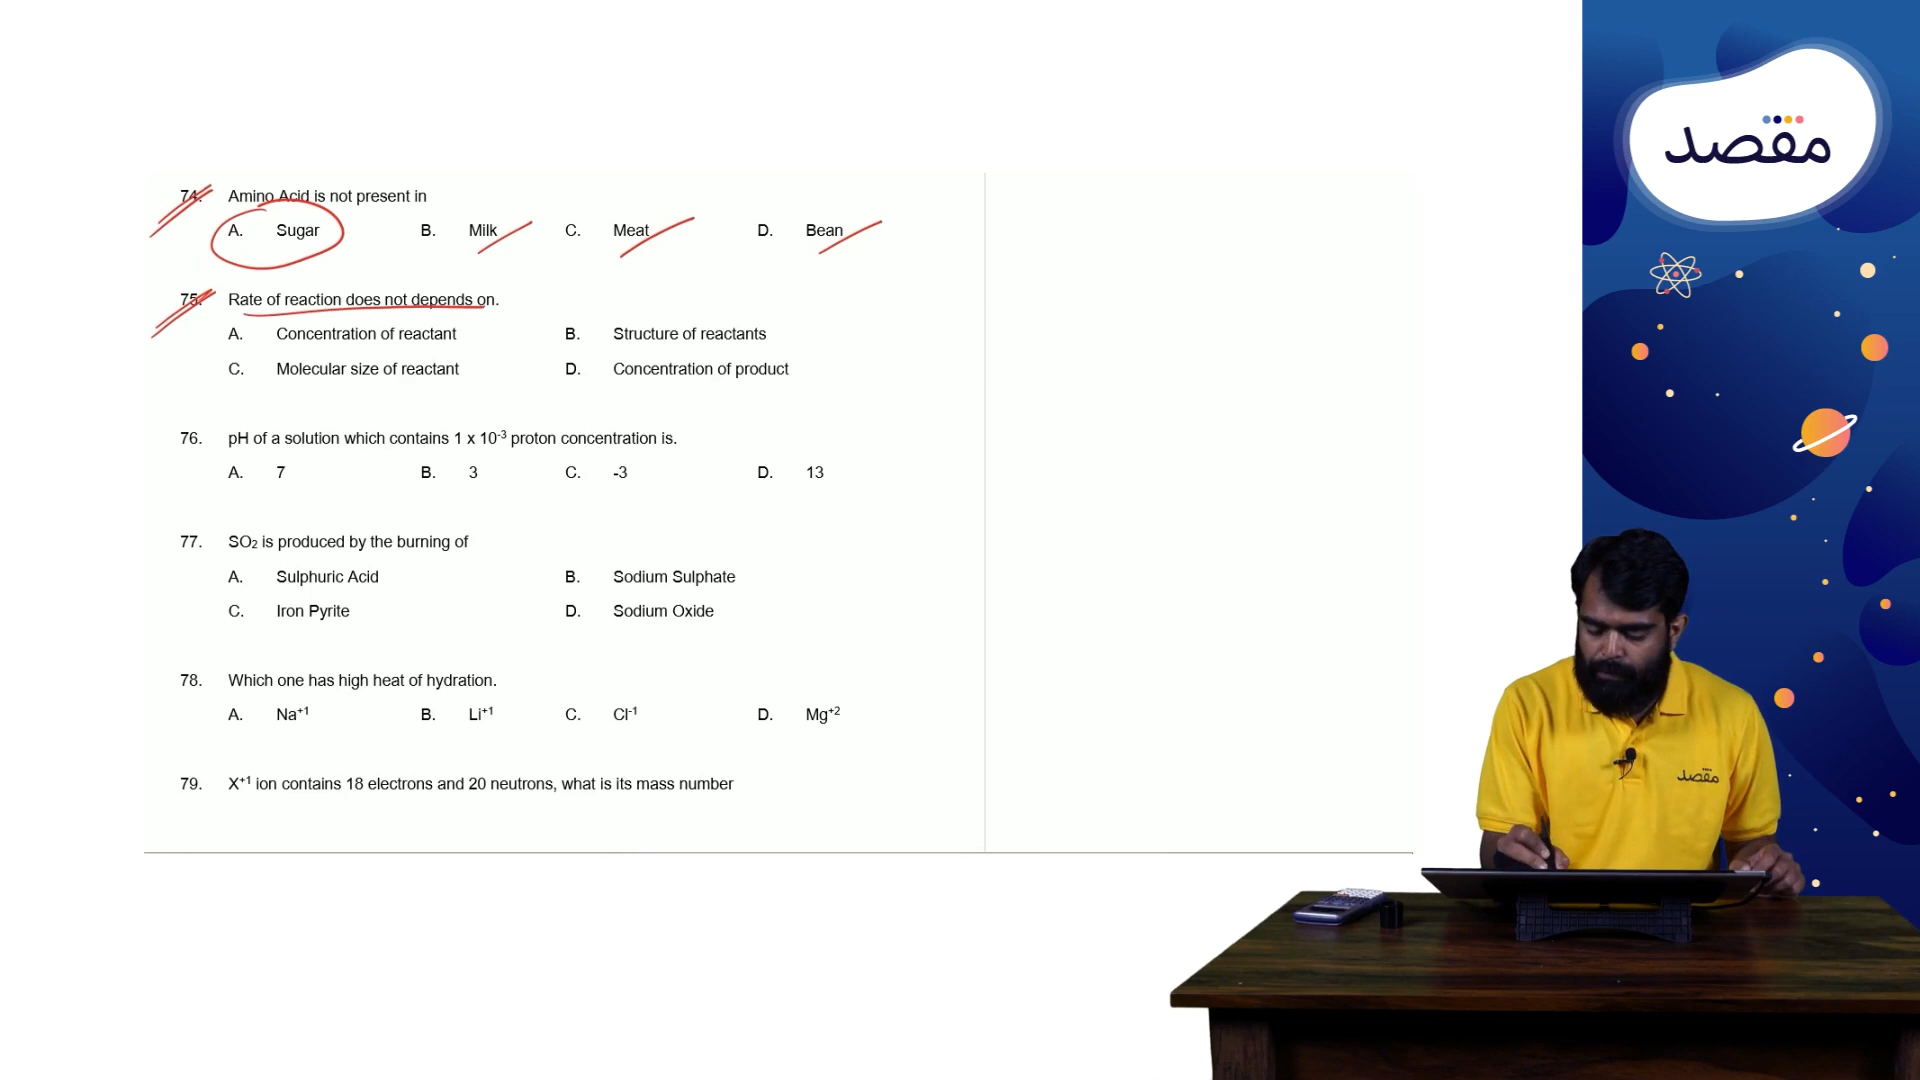 74. Amino Acid is not present in
A. Sugar B. Milk C. Meat D. Bean
75. Rate of reaction does not depends on.
A. Concentration of reactant B. Structure of reactants
C. Molecular size of reactant D. Concentration of product
76. pH of a solution which contains 1 x 10⁻³ proton concentration is.
A. 7 B. 3 C. -3 D. 13
77. SO₂ is produced by the burning of
A. Sulphuric Acid B. Sodium Sulphate
C. Iron Pyrite D. Sodium Oxide
78. Which one has high heat of hydration.
A. Na⁺¹ B. Li⁺¹ C. Cl⁻¹ D. Mg⁺²
79. X⁺¹ ion contains 18 electrons and 20 neutrons, what is its mass number
مقصد
مقصد